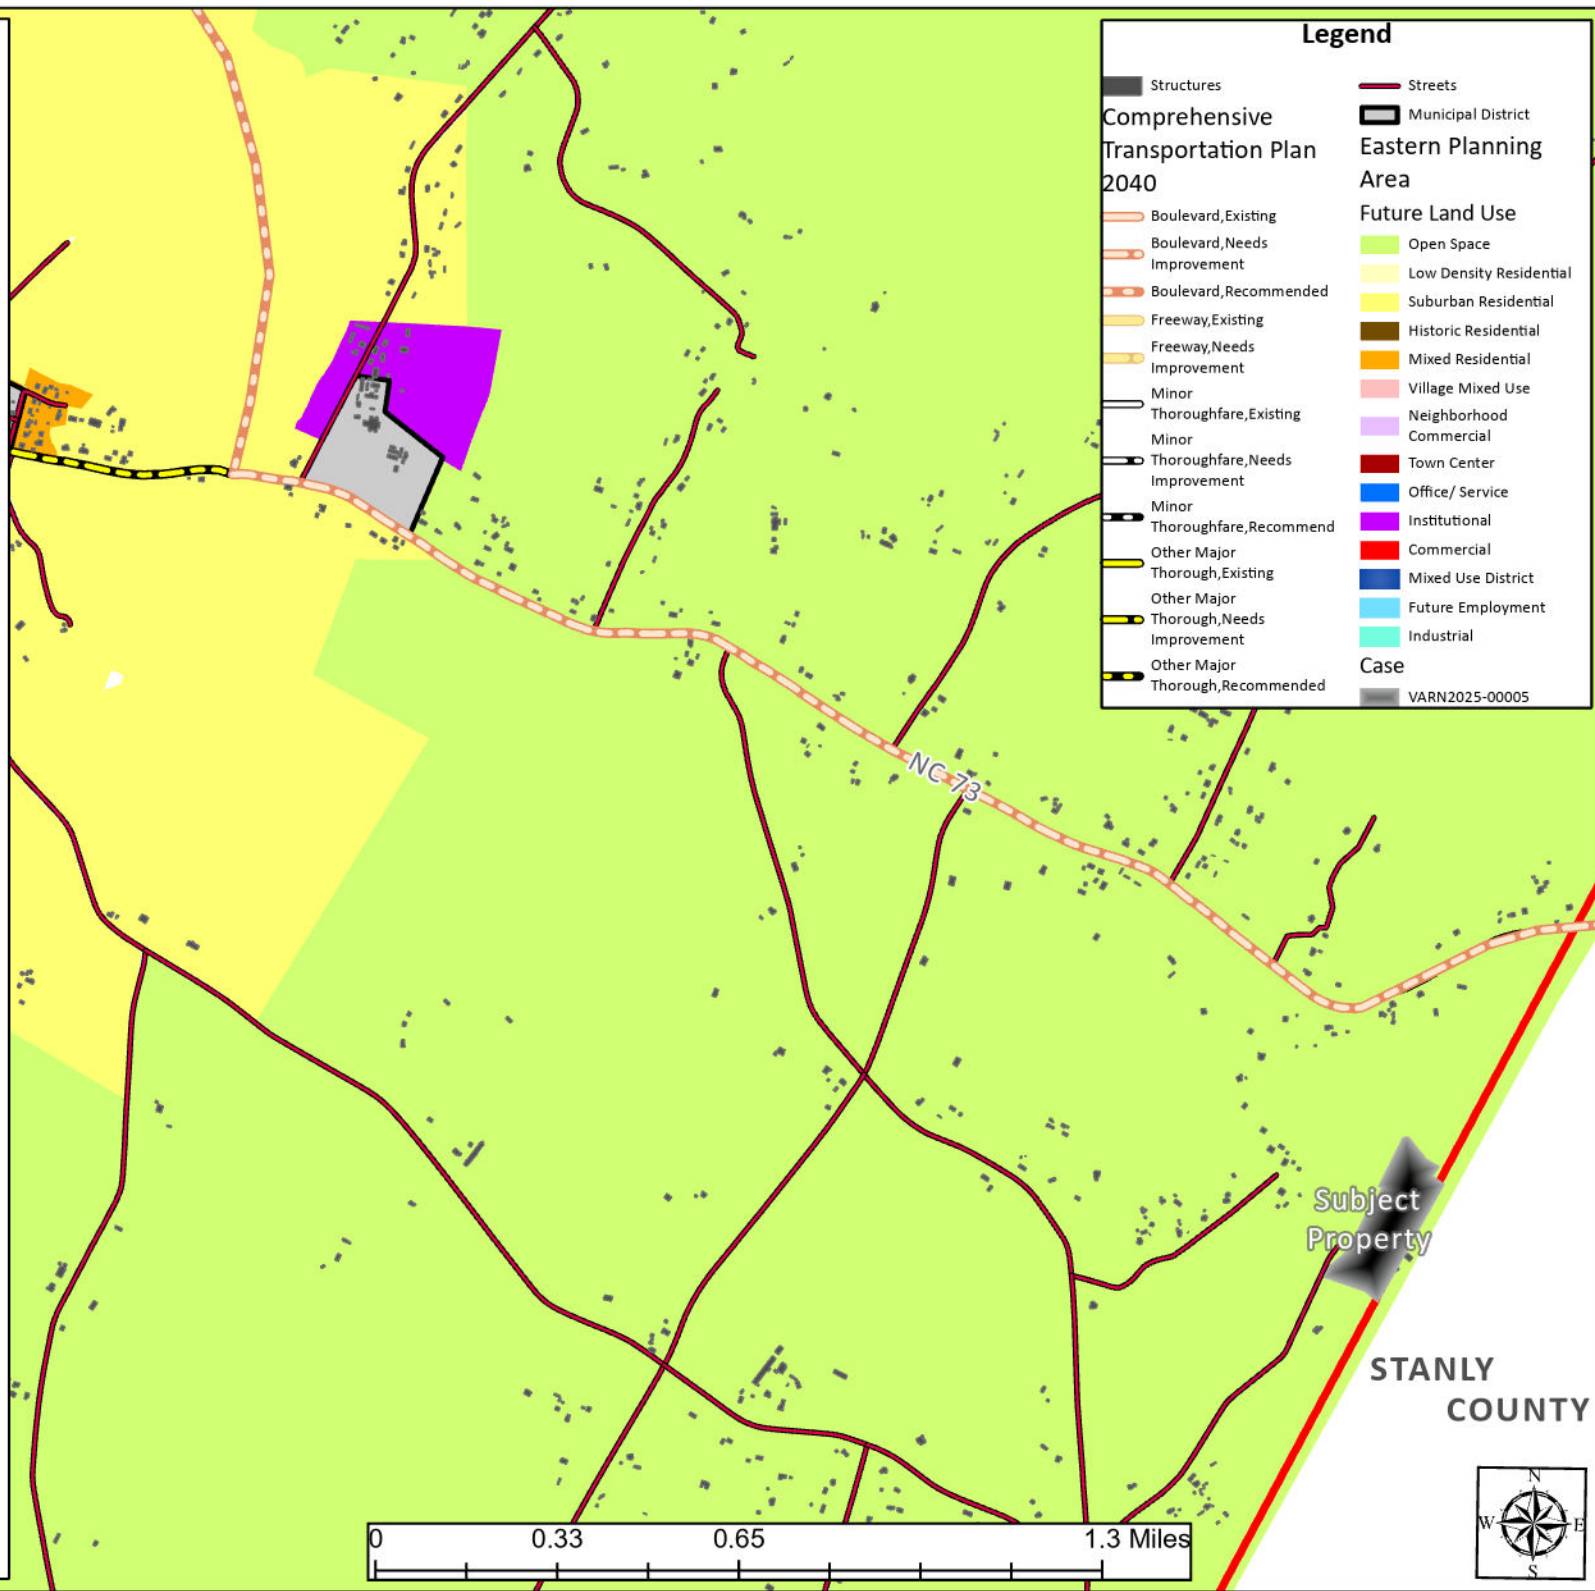 Legend
Structures
Comprehensive
Transportation Plan
2040
Boulevard,Existing
Boulevard,Needs
Improvement
Boulevard,Recommended
Freeway,Existing
Freeway,Needs
Improvement
Minor
Thoroughfare,Existing
Minor
Thoroughfare,Needs
Improvement
Minor
Thoroughfare,Recommend
Other Major
Thorough,Existing
Other Major
Thorough,Needs
Improvement
Other Major
Thorough,Recommended
Streets
Municipal District
Eastern Planning
Area
Future Land Use
Open Space
Low Density Residential
Suburban Residential
Historic Residential
Mixed Residential
Village Mixed Use
Neighborhood
Commercial
Town Center
Office/ Service
Institutional
Commercial
Mixed Use District
Future Employment
Industrial
Case
VARN2025-00005
NC 73
Subject
Property
STANLY
COUNTY
N
W E
S
0 0.33 0.65 1.3 Miles